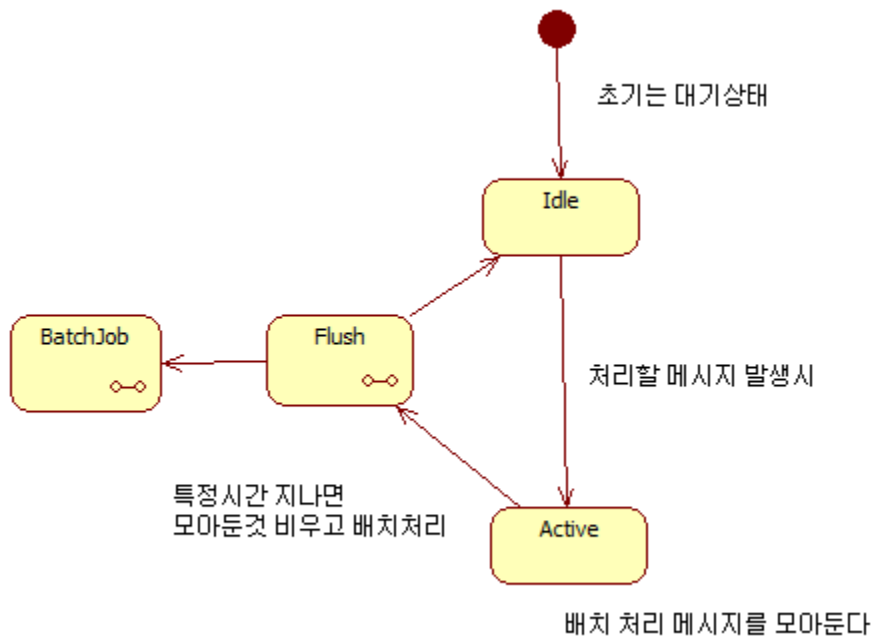 초기는 대기상태
Idle
BatchJob
Flush
처리할 메시지 발생시
특정시간 지나면
모아둔것 비우고 배치처리
Active
배치 처리 메시지를 모아둔다